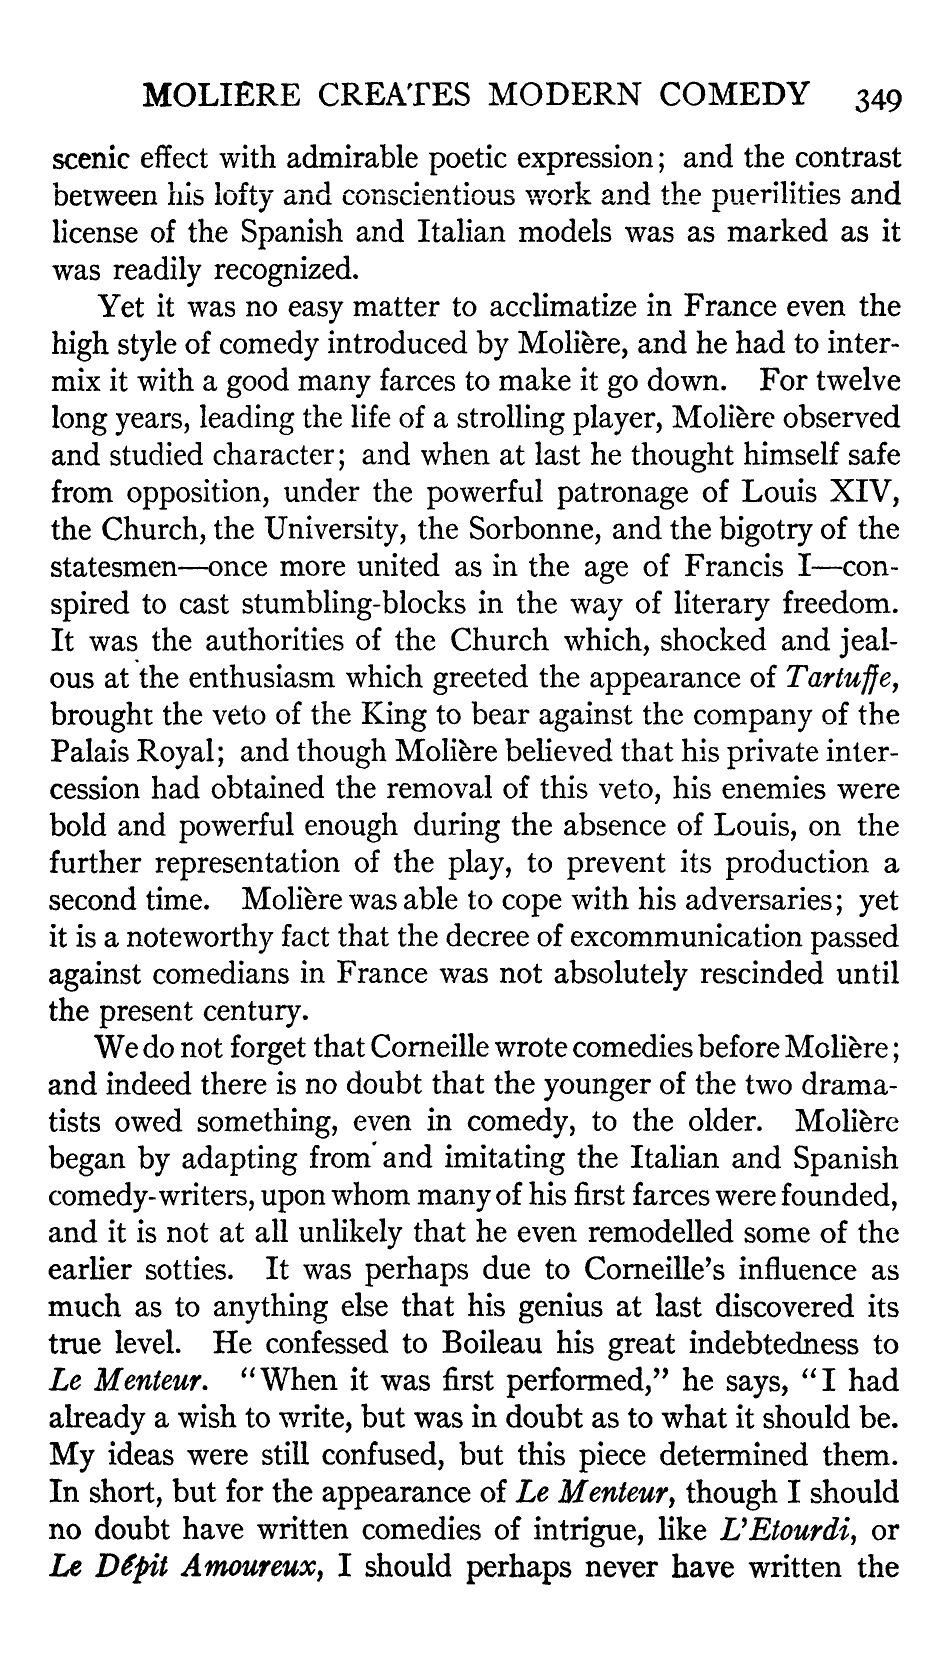 MOLIÈRE CREATES MODERN COMEDY 349
scenic effect with admirable poetic expression; and the contrast
between his lofty and conscientious work and the puerilities and
license of the Spanish and Italian models was as marked as it
was readily recognized.
Yet it was no easy matter to acclimatize in France even the
high style of comedy introduced by Molière, and he had to inter-
mix it with a good many farces to make it go down. For twelve
long years, leading the life of a strolling player, Molière observed
and studied character; and when at last he thought himself safe
from opposition, under the powerful patronage of Louis XIV,
the Church, the University, the Sorbonne, and the bigotry of the
statesmen—once more united as in the age of Francis I—con-
spired to cast stumbling-blocks in the way of literary freedom.
It was the authorities of the Church which, shocked and jeal-
ous at the enthusiasm which greeted the appearance of Tartuffe,
brought the veto of the King to bear against the company of the
Palais Royal; and though Molière believed that his private inter-
cession had obtained the removal of this veto, his enemies were
bold and powerful enough during the absence of Louis, on the
further representation of the play, to prevent its production a
second time. Molière was able to cope with his adversaries; yet
it is a noteworthy fact that the decree of excommunication passed
against comedians in France was not absolutely rescinded until
the present century.
We do not forget that Corneille wrote comedies before Molière;
and indeed there is no doubt that the younger of the two drama-
tists owed something, even in comedy, to the older. Molière
began by adapting from and imitating the Italian and Spanish
comedy-writers, upon whom many of his first farces were founded,
and it is not at all unlikely that he even remodelled some of the
earlier sotties. It was perhaps due to Corneille's influence as
much as to anything else that his genius at last discovered its
true level. He confessed to Boileau his great indebtedness to
Le Menteur. "When it was first performed," he says, "I had
already a wish to write, but was in doubt as to what it should be.
My ideas were still confused, but this piece determined them.
In short, but for the appearance of Le Menteur, though I should
no doubt have written comedies of intrigue, like L'Etourdi, or
Le Dépit Amoureux, I should perhaps never have written the